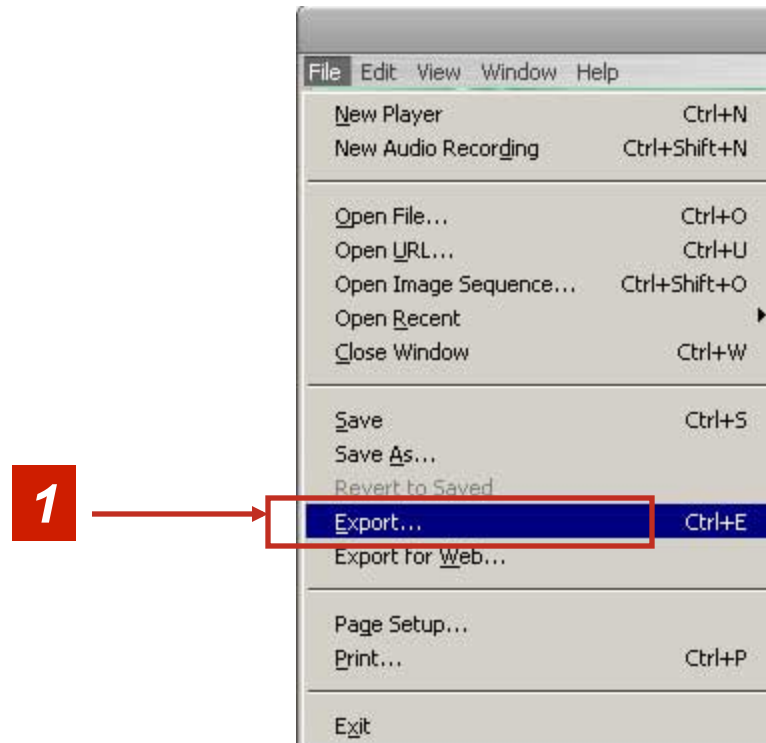 File Edit View Window Help
New Player Ctrl+N
New Audio Recording Ctrl+Shift+N
Open File... Ctrl+O
Open URL... Ctrl+U
Open Image Sequence... Ctrl+Shift+O
Open Recent
Close Window Ctrl+W
Save Ctrl+S
Save As...
Revert to Saved
1
Export... Ctrl+E
Export for Web...
Page Setup...
Print... Ctrl+P
Exit